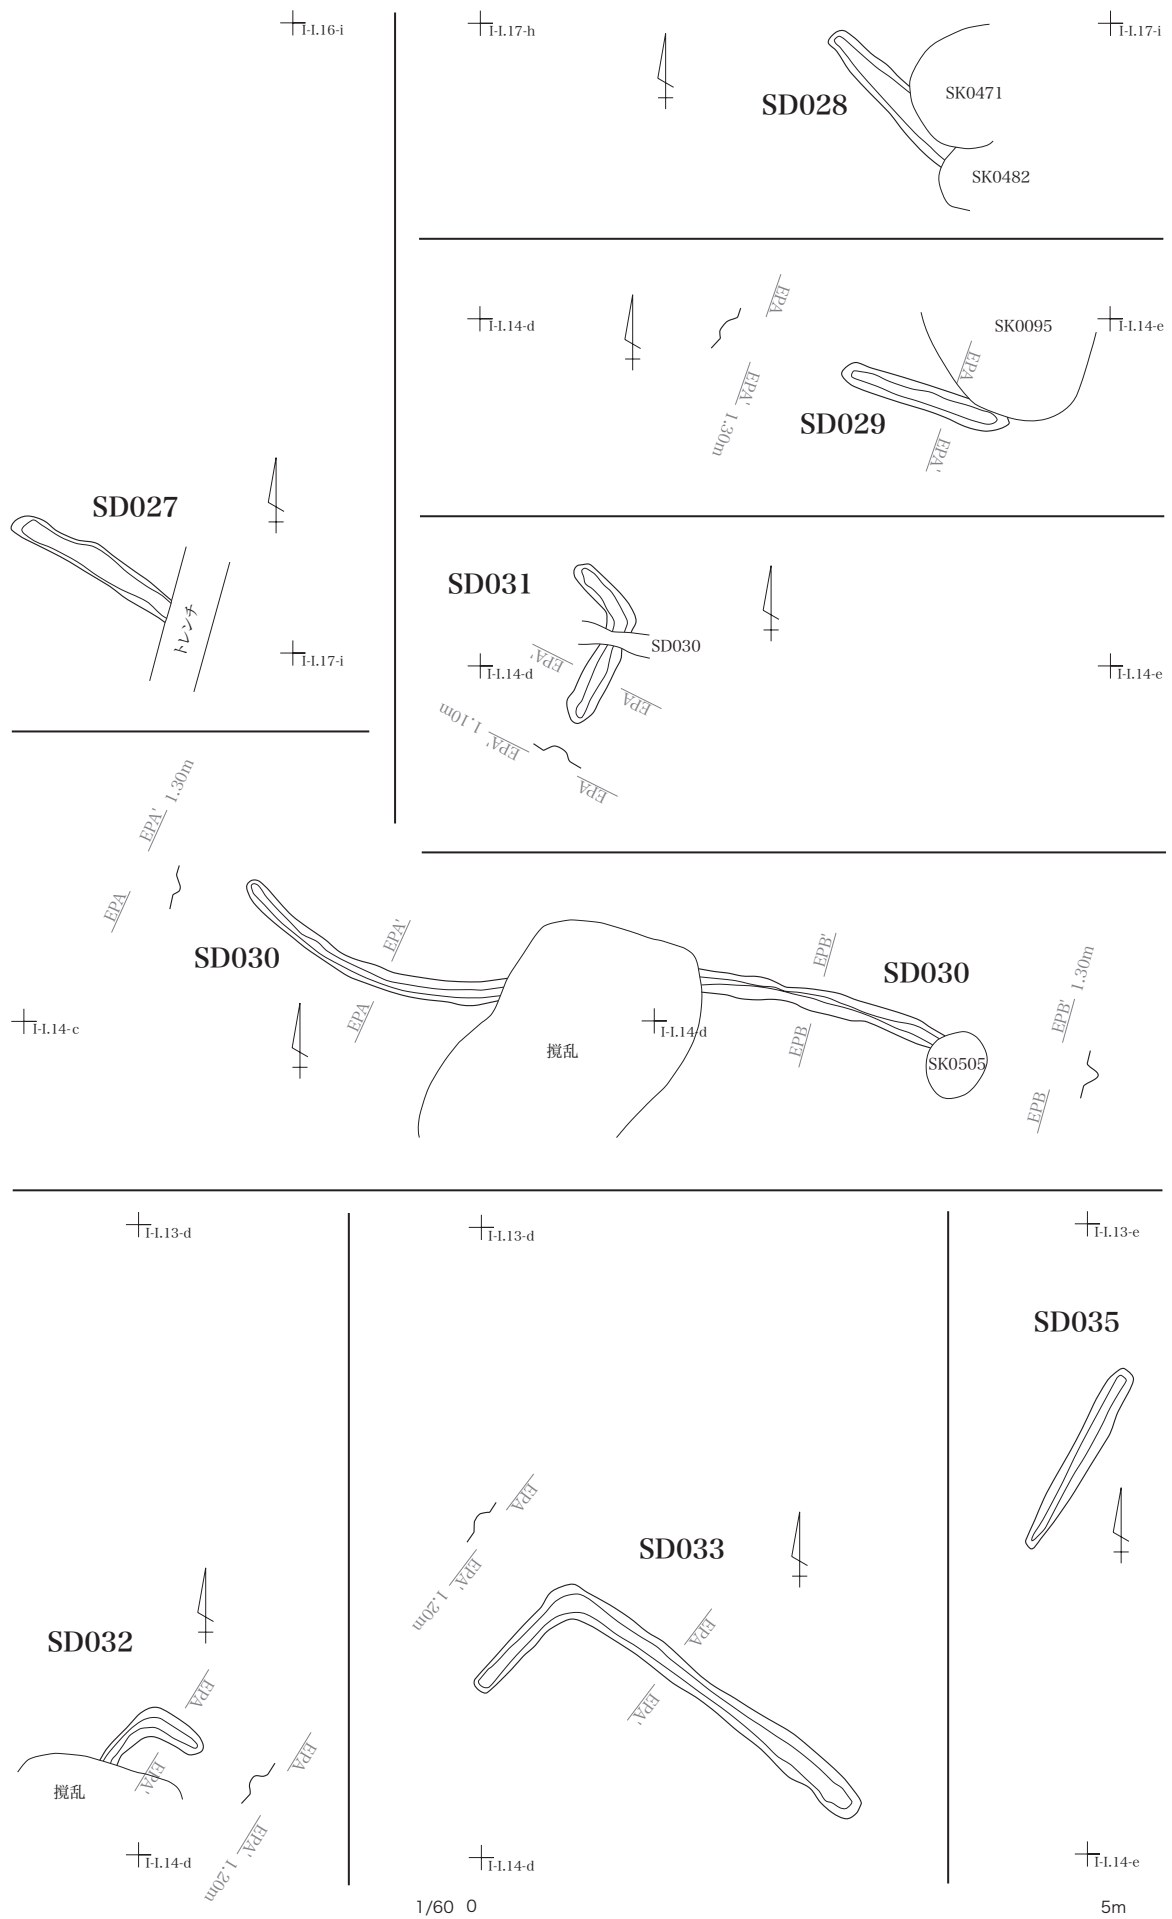 I-I.16-i
SD027
トレンチ
I-I.17-i
I-I.17-h
I-I.17-i
SD028
SK0471
SK0482
I-I.14-d
EPA
EPA'
1.30m
SK0095
I-I.14-e
EPA
SD029
EPA'
SD031
SD030
EPA'
I-I.14-d
EPA
I-I.14-e
1.10m
EPA'
EPA
EPA' 1.30m
EPA
SD030
EPA'
EPA
I-I.14-c
撹乱
I-I.14-d
EPB'
SD030
EPB
SK0505
EPB' 1.30m
EPB
I-I.13-d
SD032
EPA
EPA'
撹乱
EPA
EPA' 1.20m
I-I.14-d
I-I.13-d
EPA
EPA' 1.20m
SD033
EPA
EPA'
I-I.14-d
I-I.13-e
SD035
I-I.14-e
1/60 0 5m